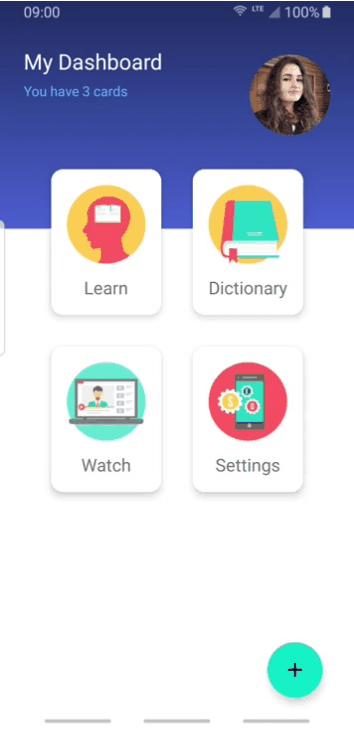 09:00 LTE 100%
My Dashboard
You have 3 cards
Learn Dictionary
Watch Settings
+